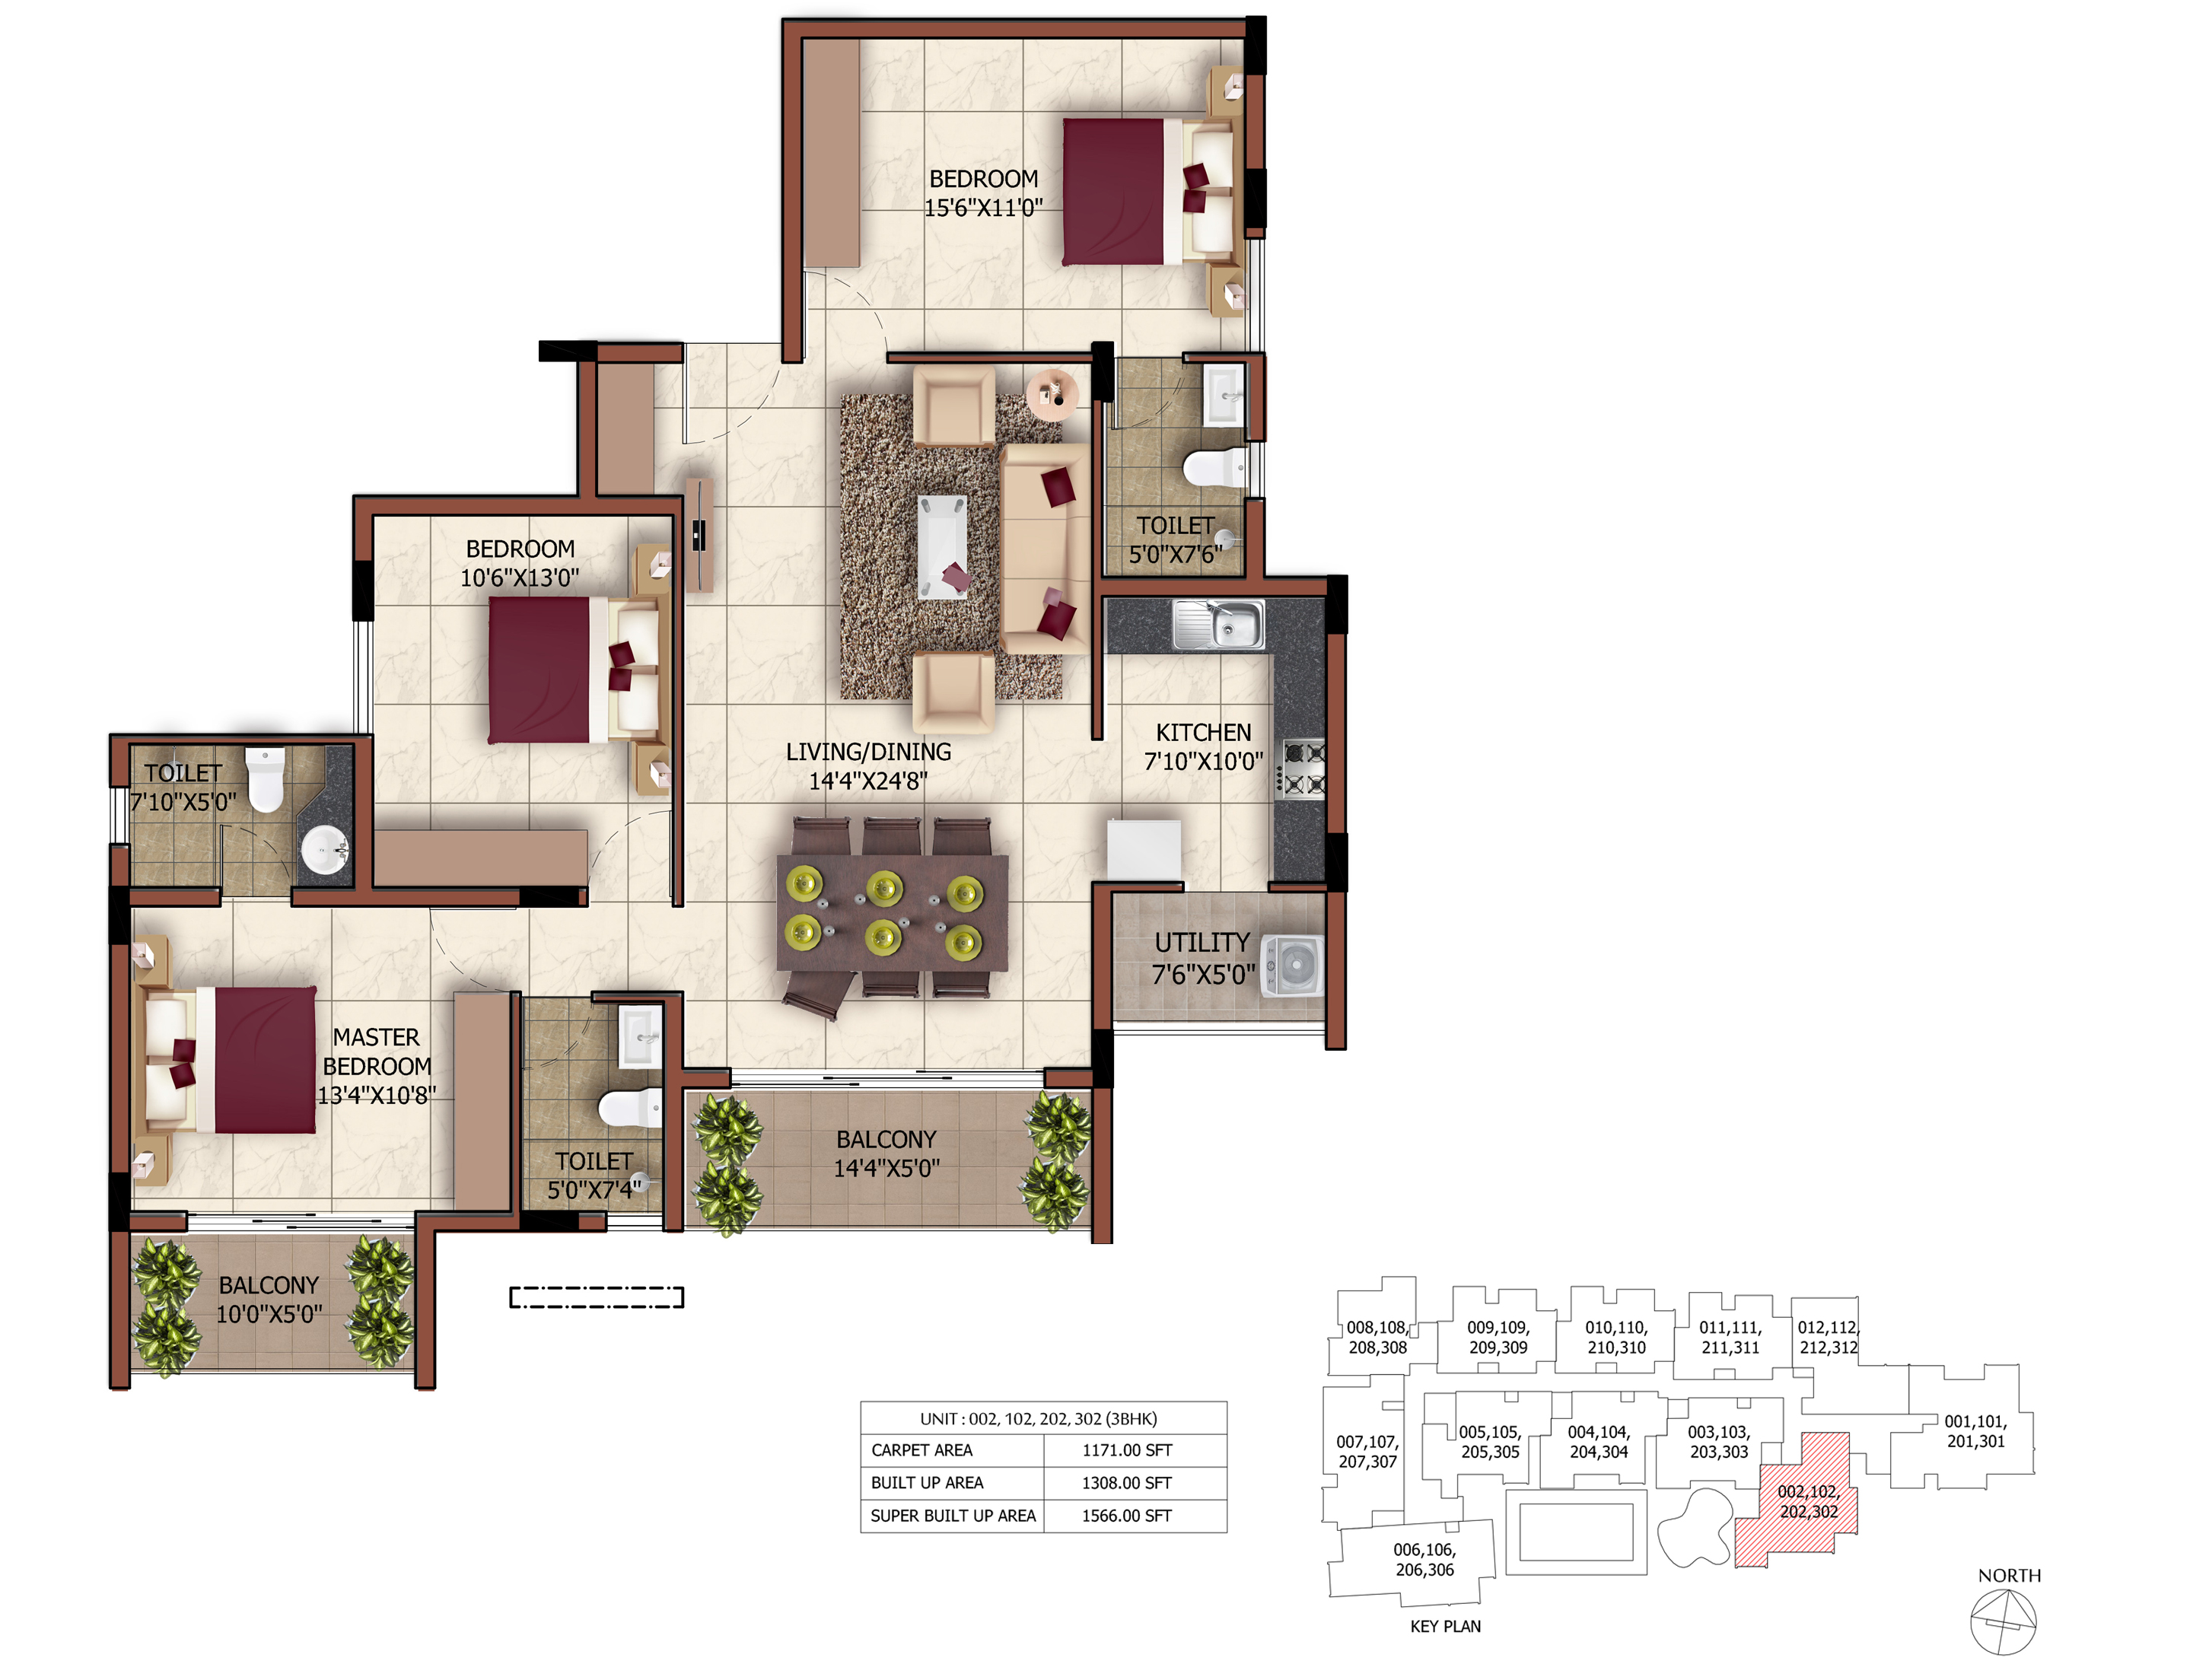 BEDROOM
15'6"X11'0"
BEDROOM
10'6"X13'0"
TOILET
5'0"X7'6"
LIVING/DINING
14'4"X24'8"
KITCHEN
7'10"X10'0"
TOILET
7'10"X5'0"
UTILITY
7'6"X5'0"
MASTER
BEDROOM
13'4"X10'8"
TOILET
5'0"X7'4"
BALCONY
14'4"X5'0"
BALCONY
10'0"X5'0"
UNIT : 002, 102, 202, 302 (3BHK)
CARPET AREA 1171.00 SFT
BUILT UP AREA 1308.00 SFT
SUPER BUILT UP AREA 1566.00 SFT
008,108,
208,308
009,109,
209,309
010,110,
210,310
011,111,
211,311
012,112,
212,312
007,107,
207,307
005,105,
205,305
004,104,
204,304
003,103,
203,303
001,101,
201,301
002,102,
202,302
006,106,
206,306
KEY PLAN
NORTH